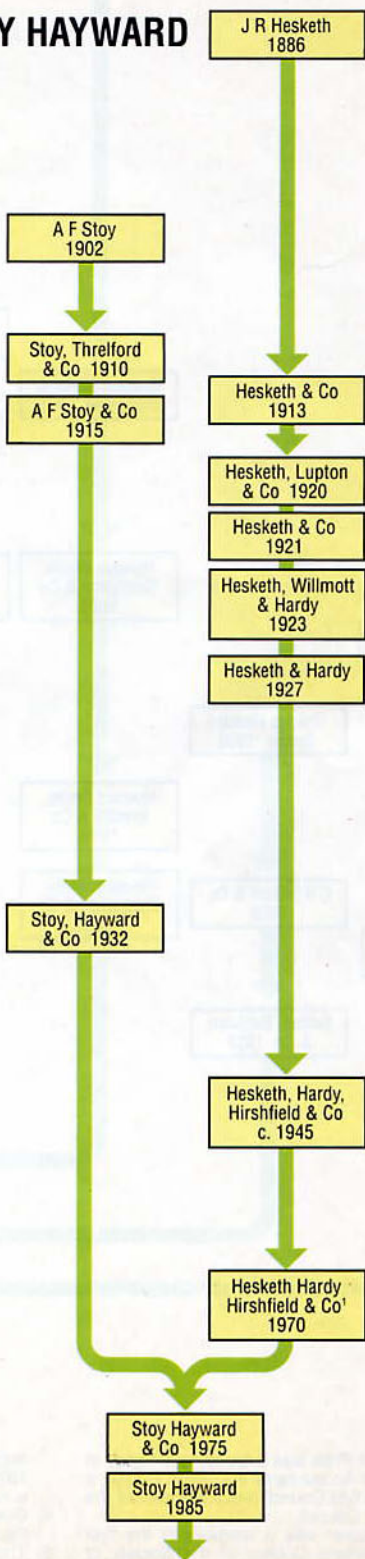 Y HAYWARD
J R Hesketh
1886
A F Stoy
1902
Stoy, Threlford
& Co 1910
A F Stoy & Co
1915
Hesketh & Co
1913
Hesketh, Lupton
& Co 1920
Hesketh & Co
1921
Hesketh, Willmott
& Hardy
1923
Hesketh & Hardy
1927
Stoy, Hayward
& Co 1932
Hesketh, Hardy,
Hirshfield & Co
c. 1945
Hesketh Hardy
Hirshfield & Co¹
1970
Stoy Hayward
& Co 1975
Stoy Hayward
1985